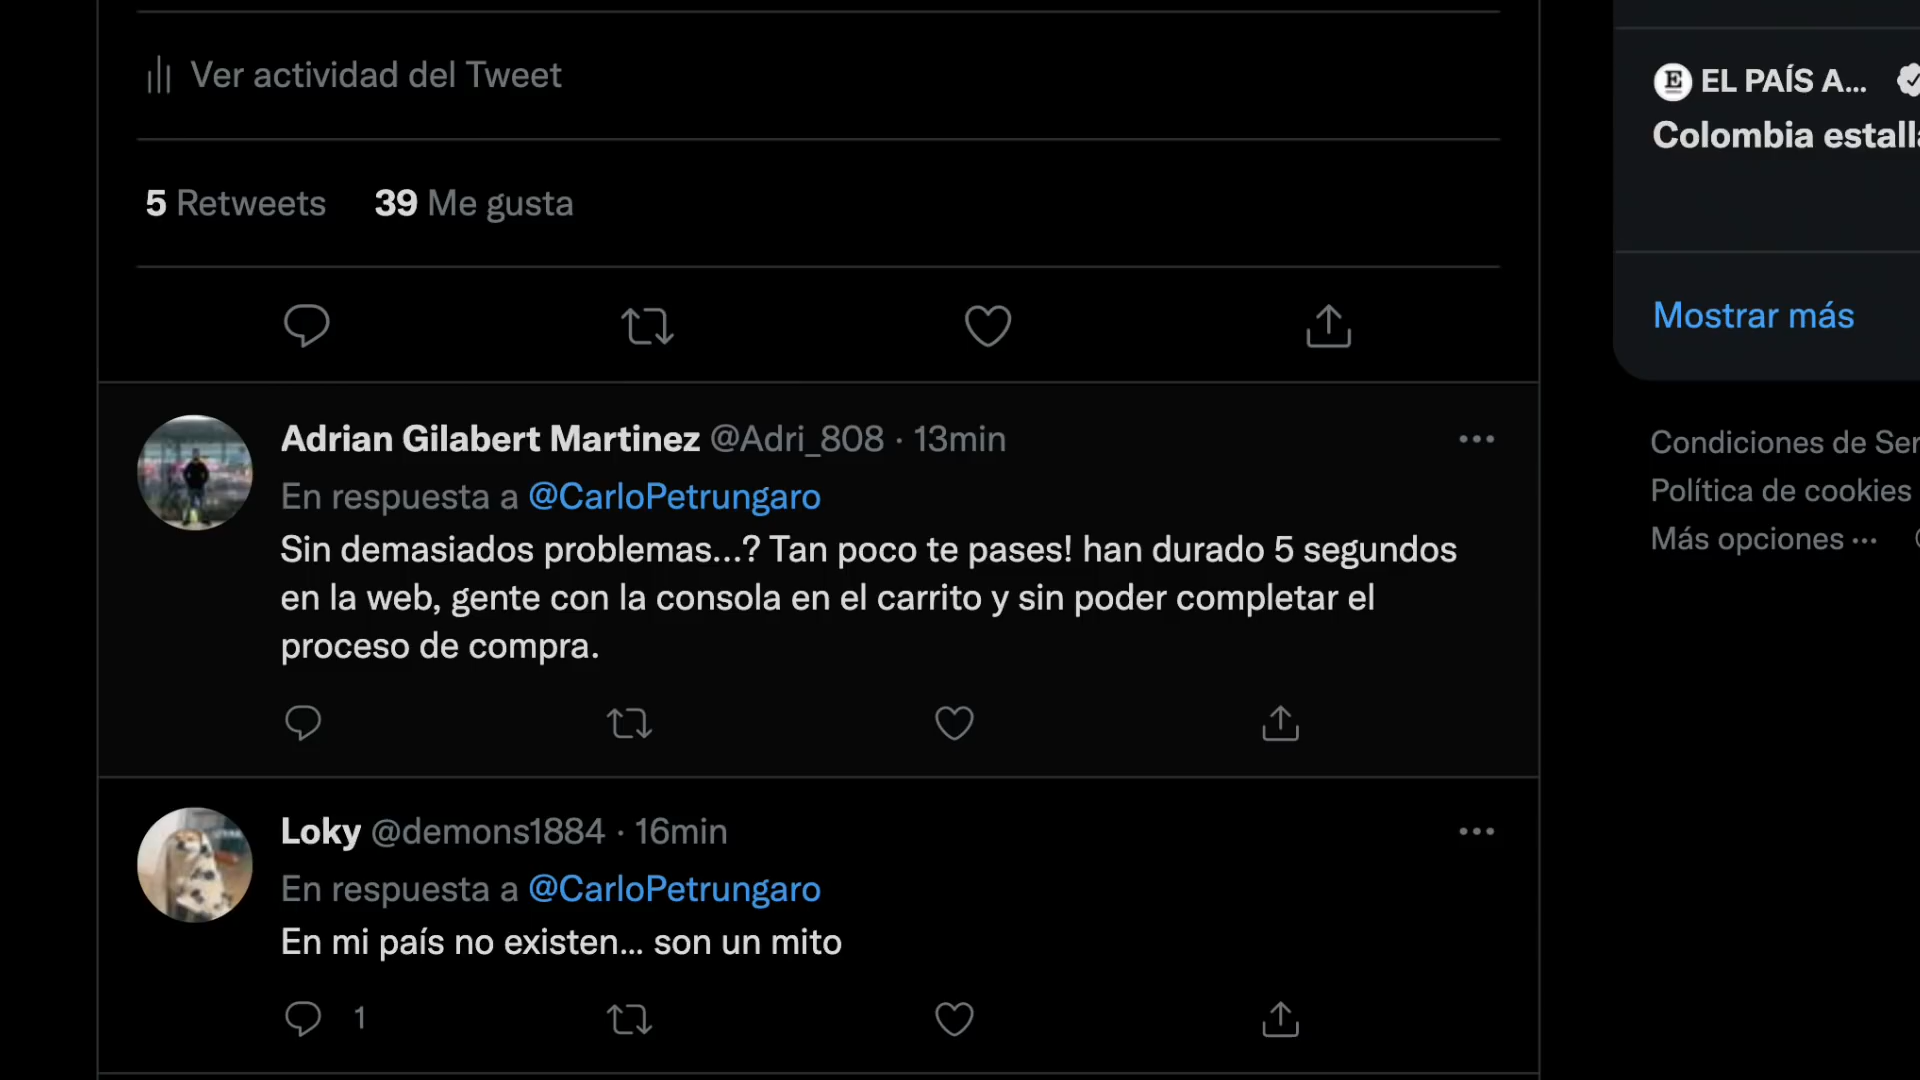 Ver actividad del Tweet
5 Retweets 39 Me gusta
Adrian Gilabert Martinez @Adri_808 · 13min
En respuesta a @CarloPetrungaro
Sin demasiados problemas...? Tan poco te pases! han durado 5 segundos
en la web, gente con la consola en el carrito y sin poder completar el
proceso de compra.
Loky @demons1884 · 16min
En respuesta a @CarloPetrungaro
En mi país no existen... son un mito
1
EL PAÍS A...
Colombia estalla
Mostrar más
Condiciones de Ser
Política de cookies
Más opciones ...